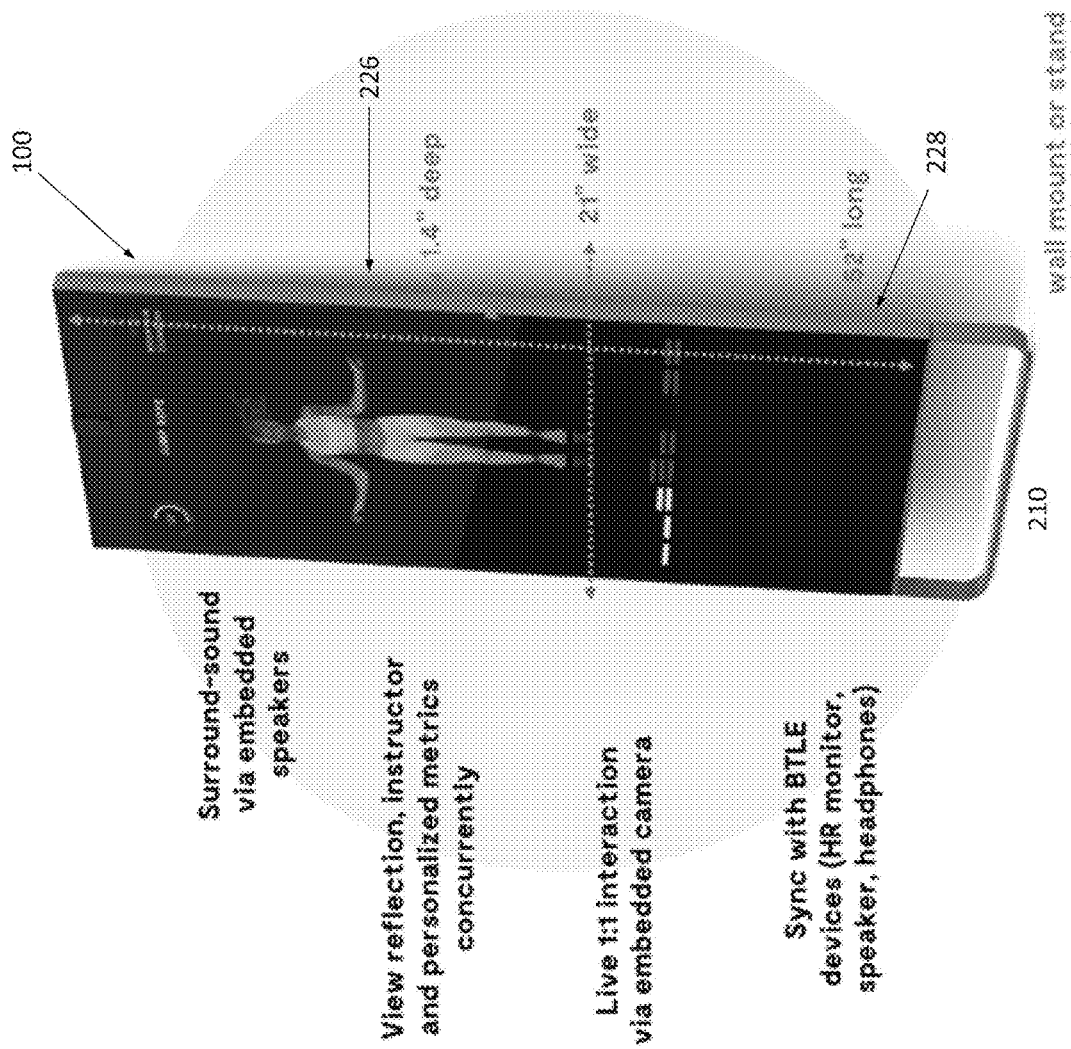 100
226
1.4" deep
21" wide
52" long
228
wall mount or stand
210
Surround-sound
via embedded
speakers
View reflection, instructor
and personalized metrics
concurrently
Live 1:1 interaction
via embedded camera
Sync with BTLE
devices (HR monitor,
speaker, headphones)